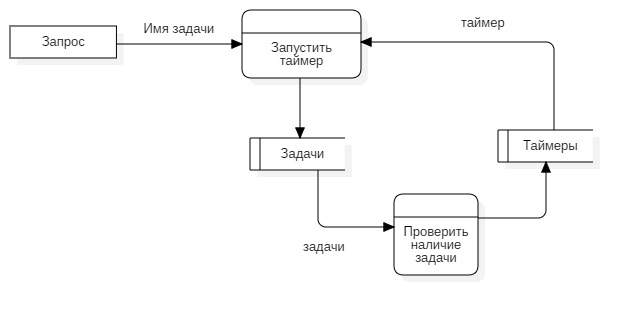 таймер
Имя задачи
Запрос
Запустить
таймер
Задачи
Таймеры
Проверить
наличие
задачи
задачи